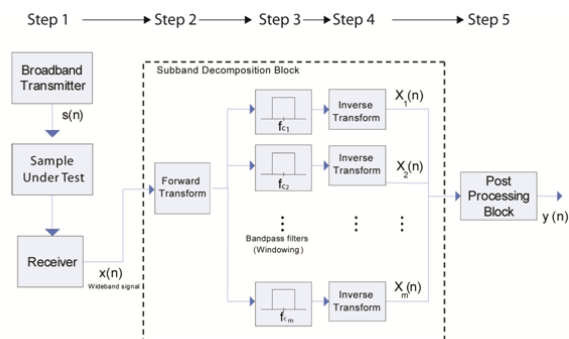 Step 1 Step 2 Step 3 Step 4 Step 5
Broadband
Transmitter
s(n)
Sample
Under Test
Receiver
x(n)
Wideband signal
Subband Decomposition Block
Forward
Transform
fc1
Inverse
Transform
X1(n)
fc2
Inverse
Transform
X2(n)
Bandpass filters
(Windowing )
fcm
Inverse
Transform
Xm(n)
Post
Processing
Block
y (n)